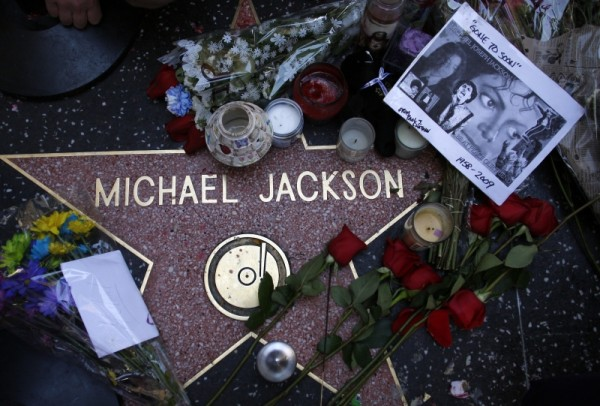 MICHAEL JACKSON
"GONE TO SOON"
1958-2009